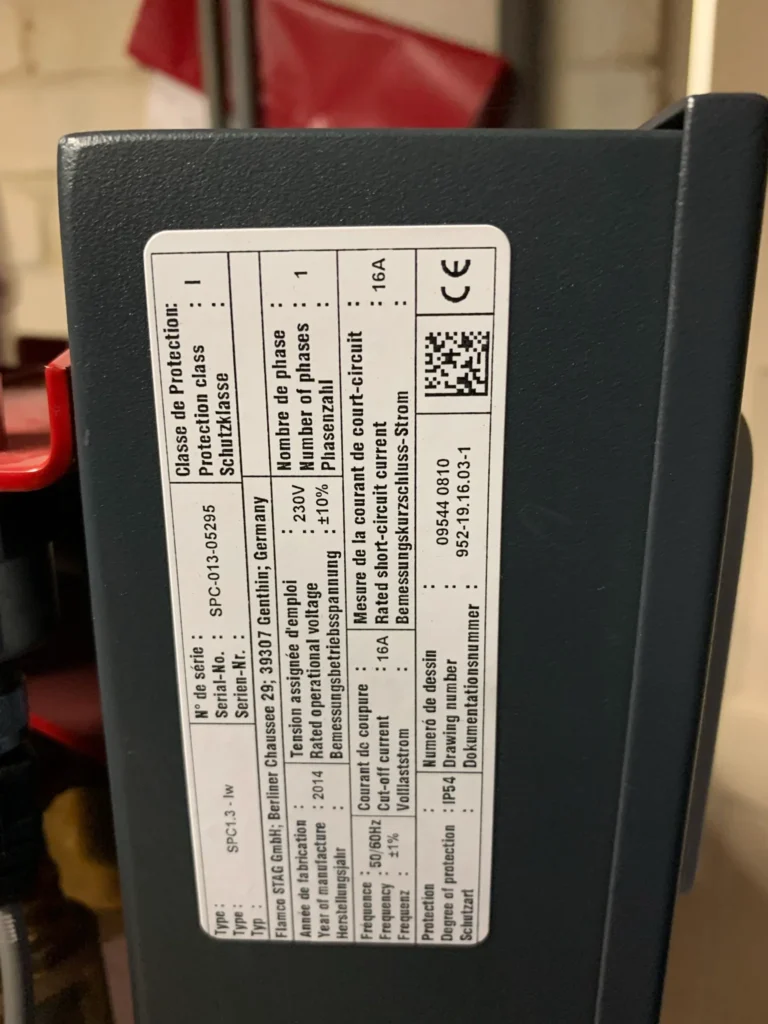 Type :
Type : SPC1.3 - lw
Typ :
N° de série :
Serial-No. : SPC-013-05295
Serien-Nr. :
Classe de Protection:
Protection class : I
Schutzklasse :
Flamco STAG GmbH; Berliner Chaussee 29; 39307 Genthin; Germany
Année de fabrication :
Year of manufacture : 2014
Herstellungsjahr :
Tension assignée d'emploi :
Rated operational voltage : 230V
Bemessungsbetriebsspannung : ±10%
Nombre de phase :
Number of phases : 1
Phasenzahl :
Fréquence :
Frequency : 50/60Hz
Frequenz : ±1%
Courant de coupure :
Cut-off current : 16A
Volllaststrom :
Mesure de la courant de court-circuit :
Rated short-circuit current : 16A
Bemessungskurzschluss-Strom :
Protection :
Degree of protection : IP54
Schutzart :
Numeró de dessin :
Drawing number : 09544 0810
Dokumentationsnummer : 952-19.16.03-1
CE